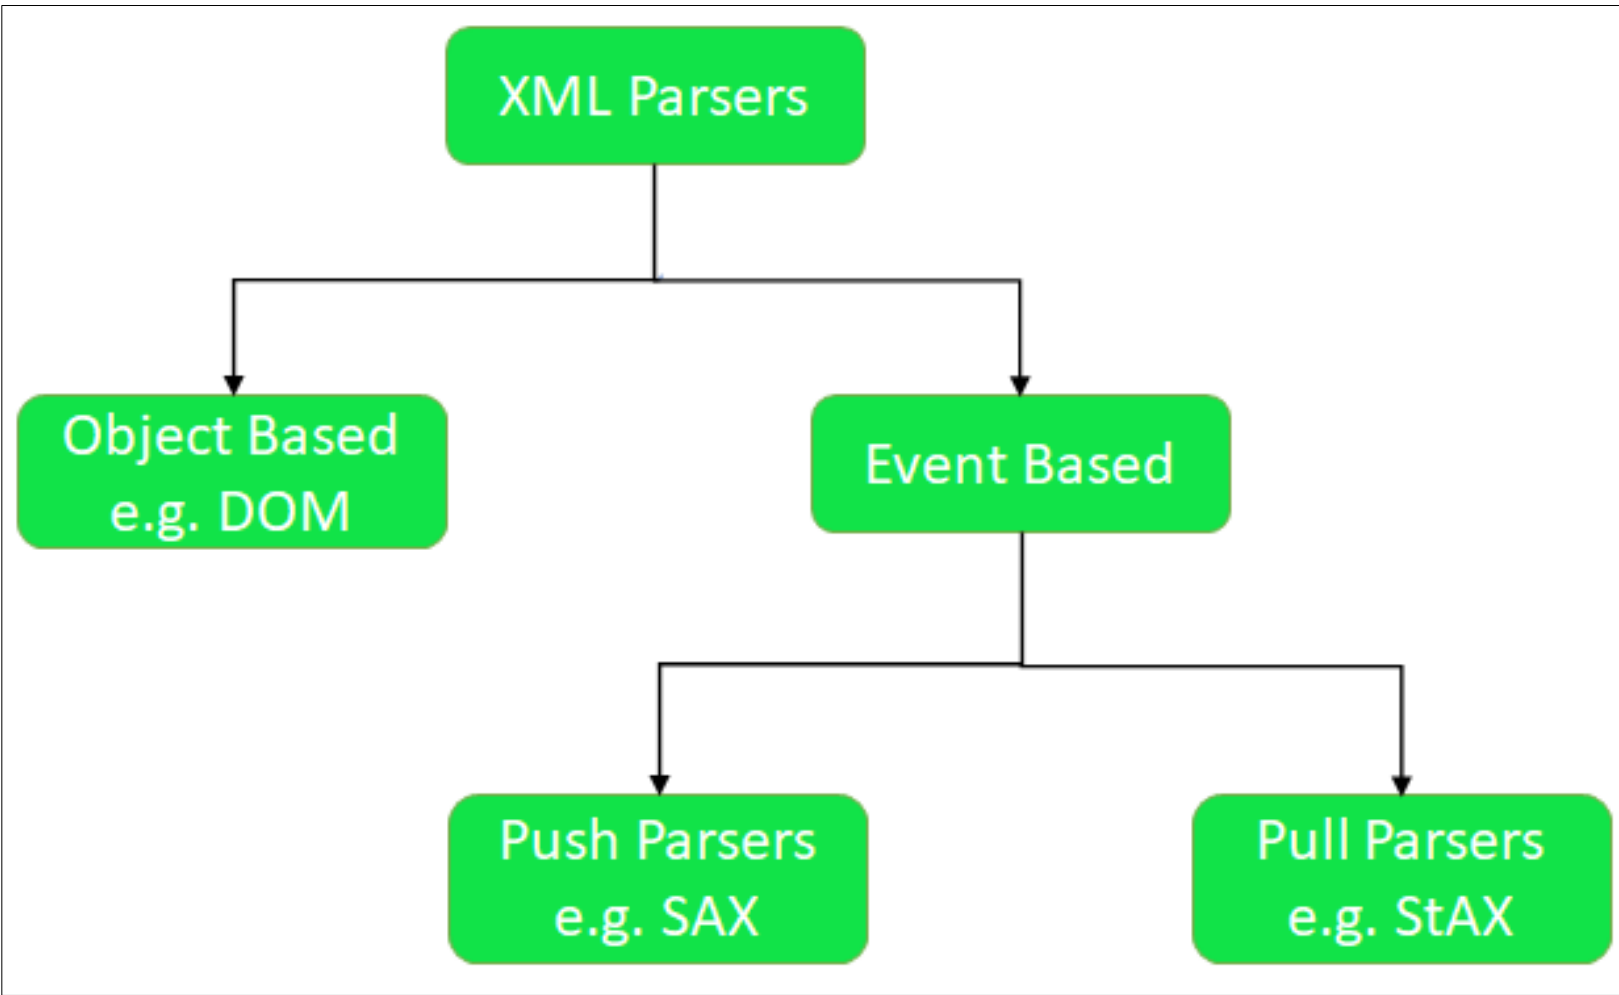 XML Parsers
Object Based
e.g. DOM
Event Based
Push Parsers
e.g. SAX
Pull Parsers
e.g. StAX